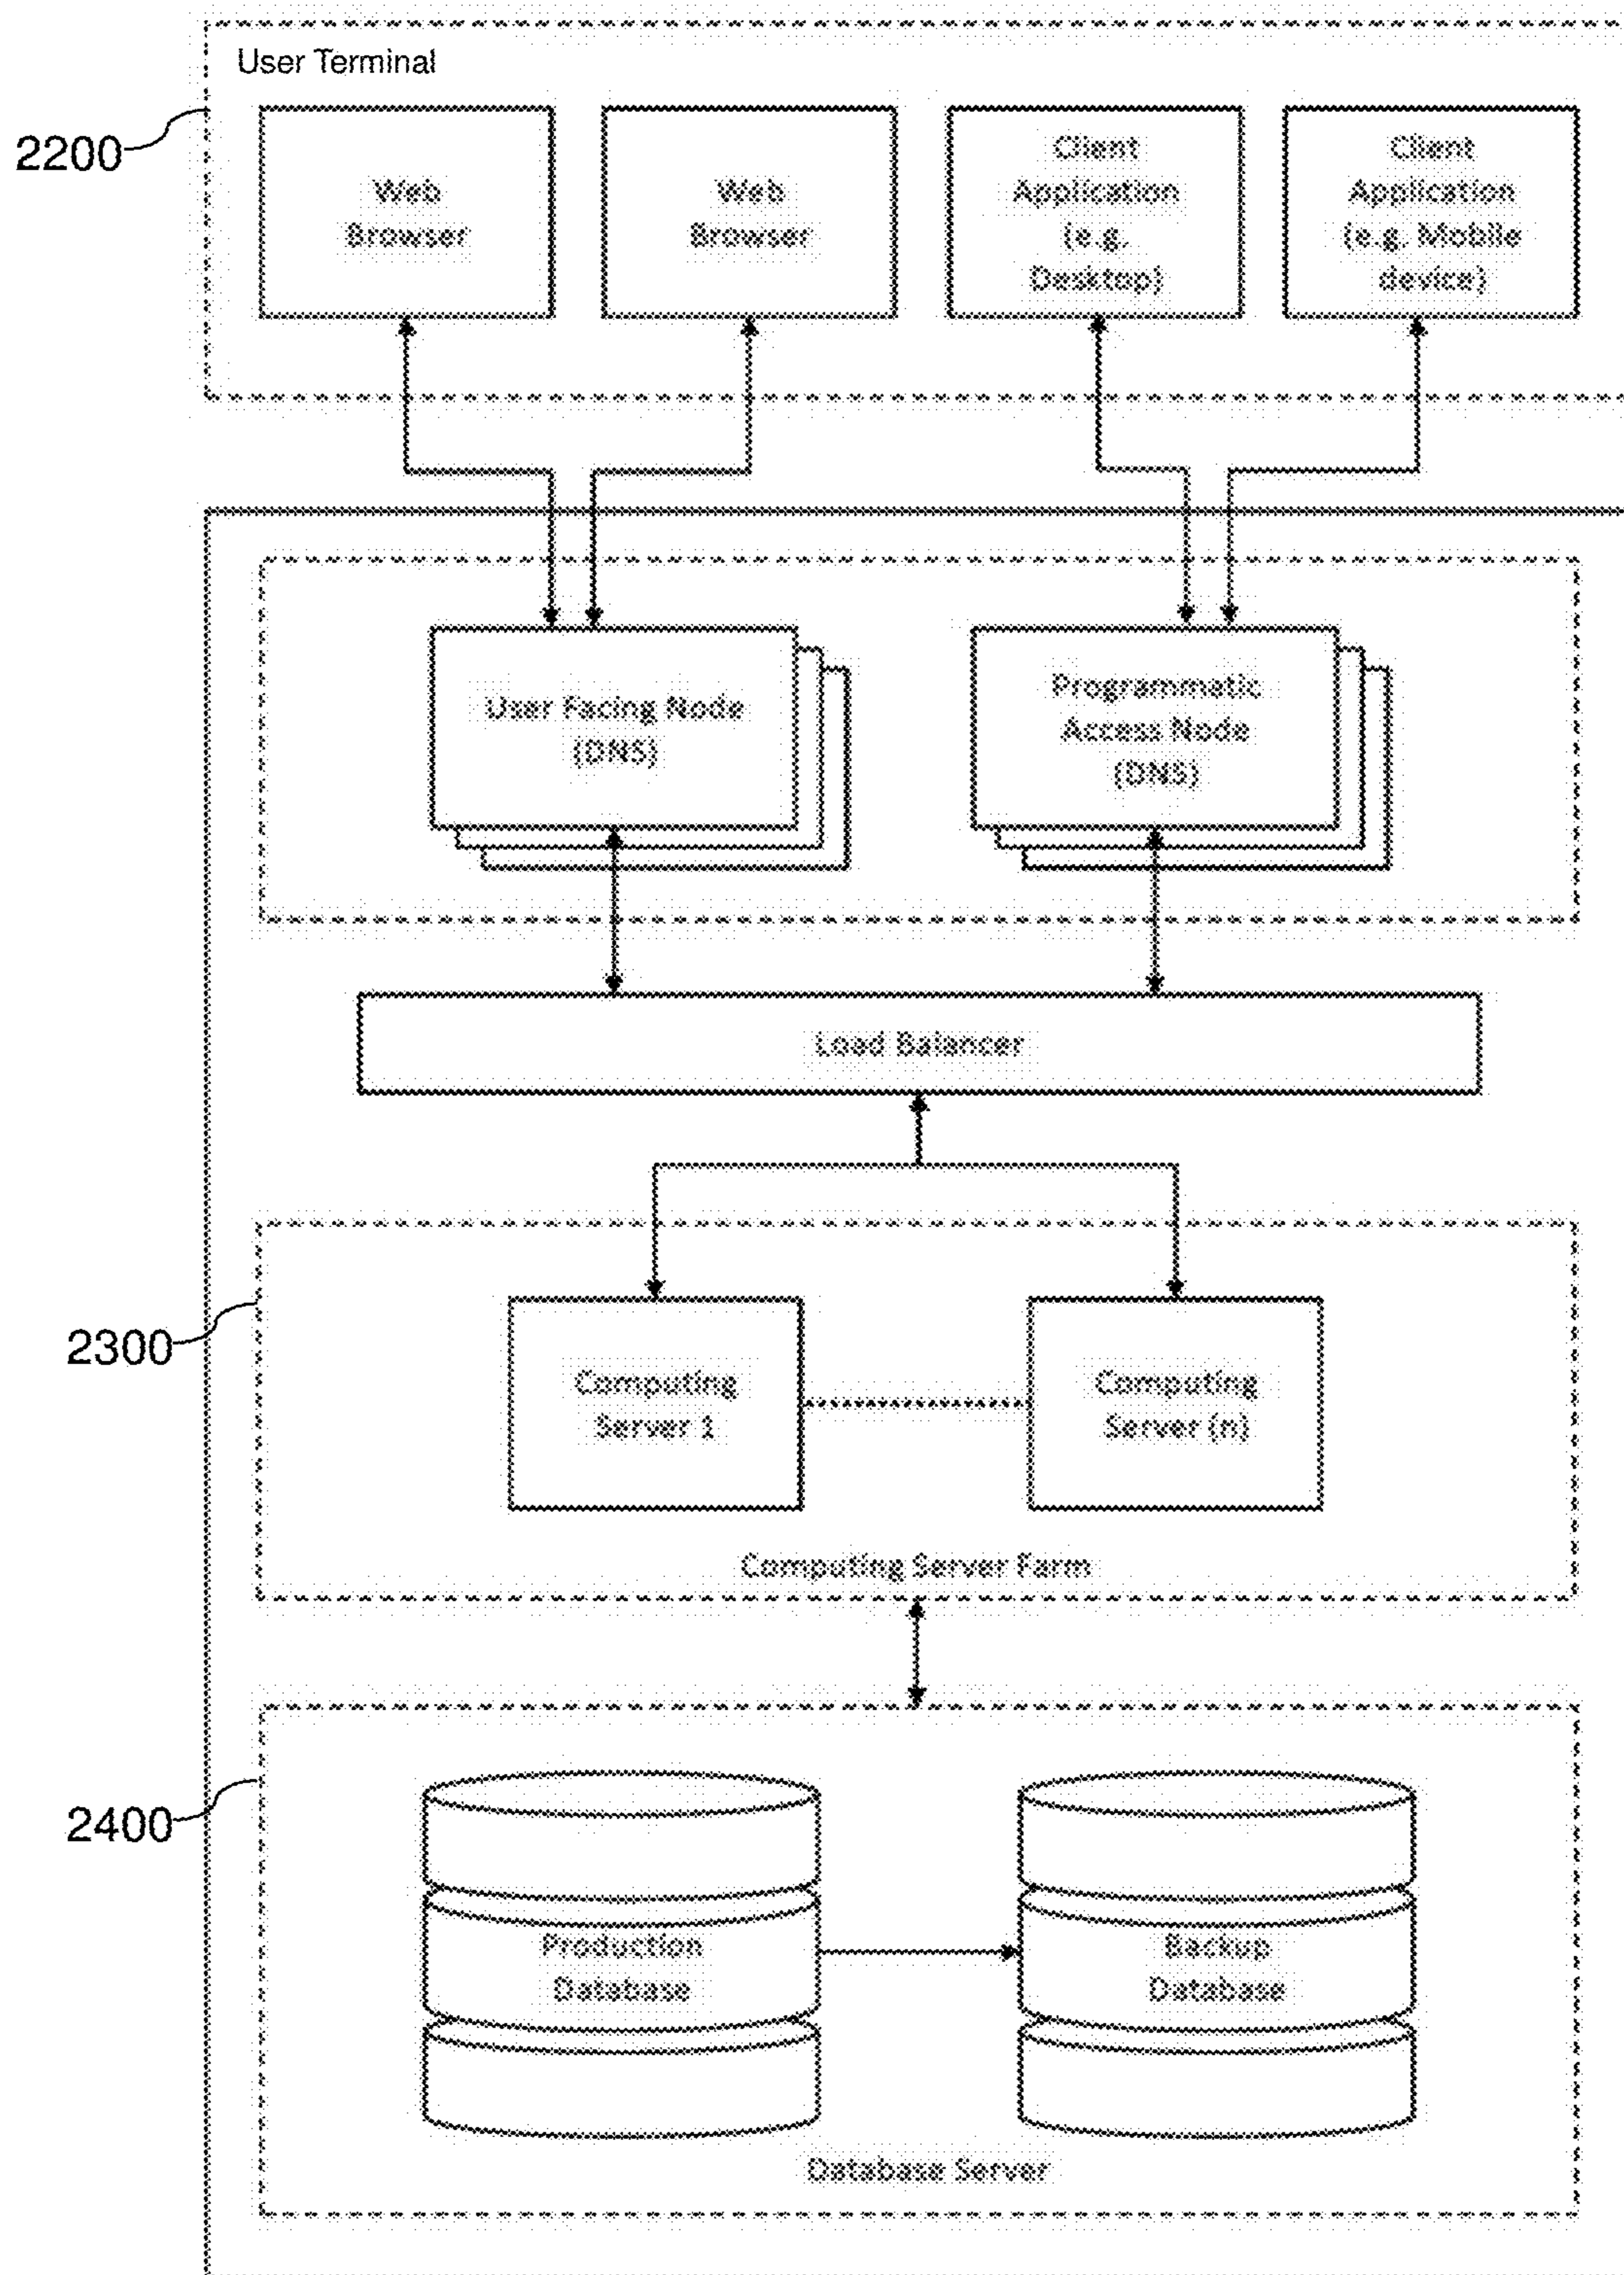 User Terminal
2200
Web
Browser
Web
Browser
Client
Application
(e.g.
Desktop)
Client
Application
(e.g. Mobile
device)
User Facing Node
(DNS)
Programmatic
Access Node
(DNS)
Load Balancer
2300
Computing
Server 1
Computing
Server (n)
Computing Server Farm
2400
Production
Database
Backup
Database
Database Server